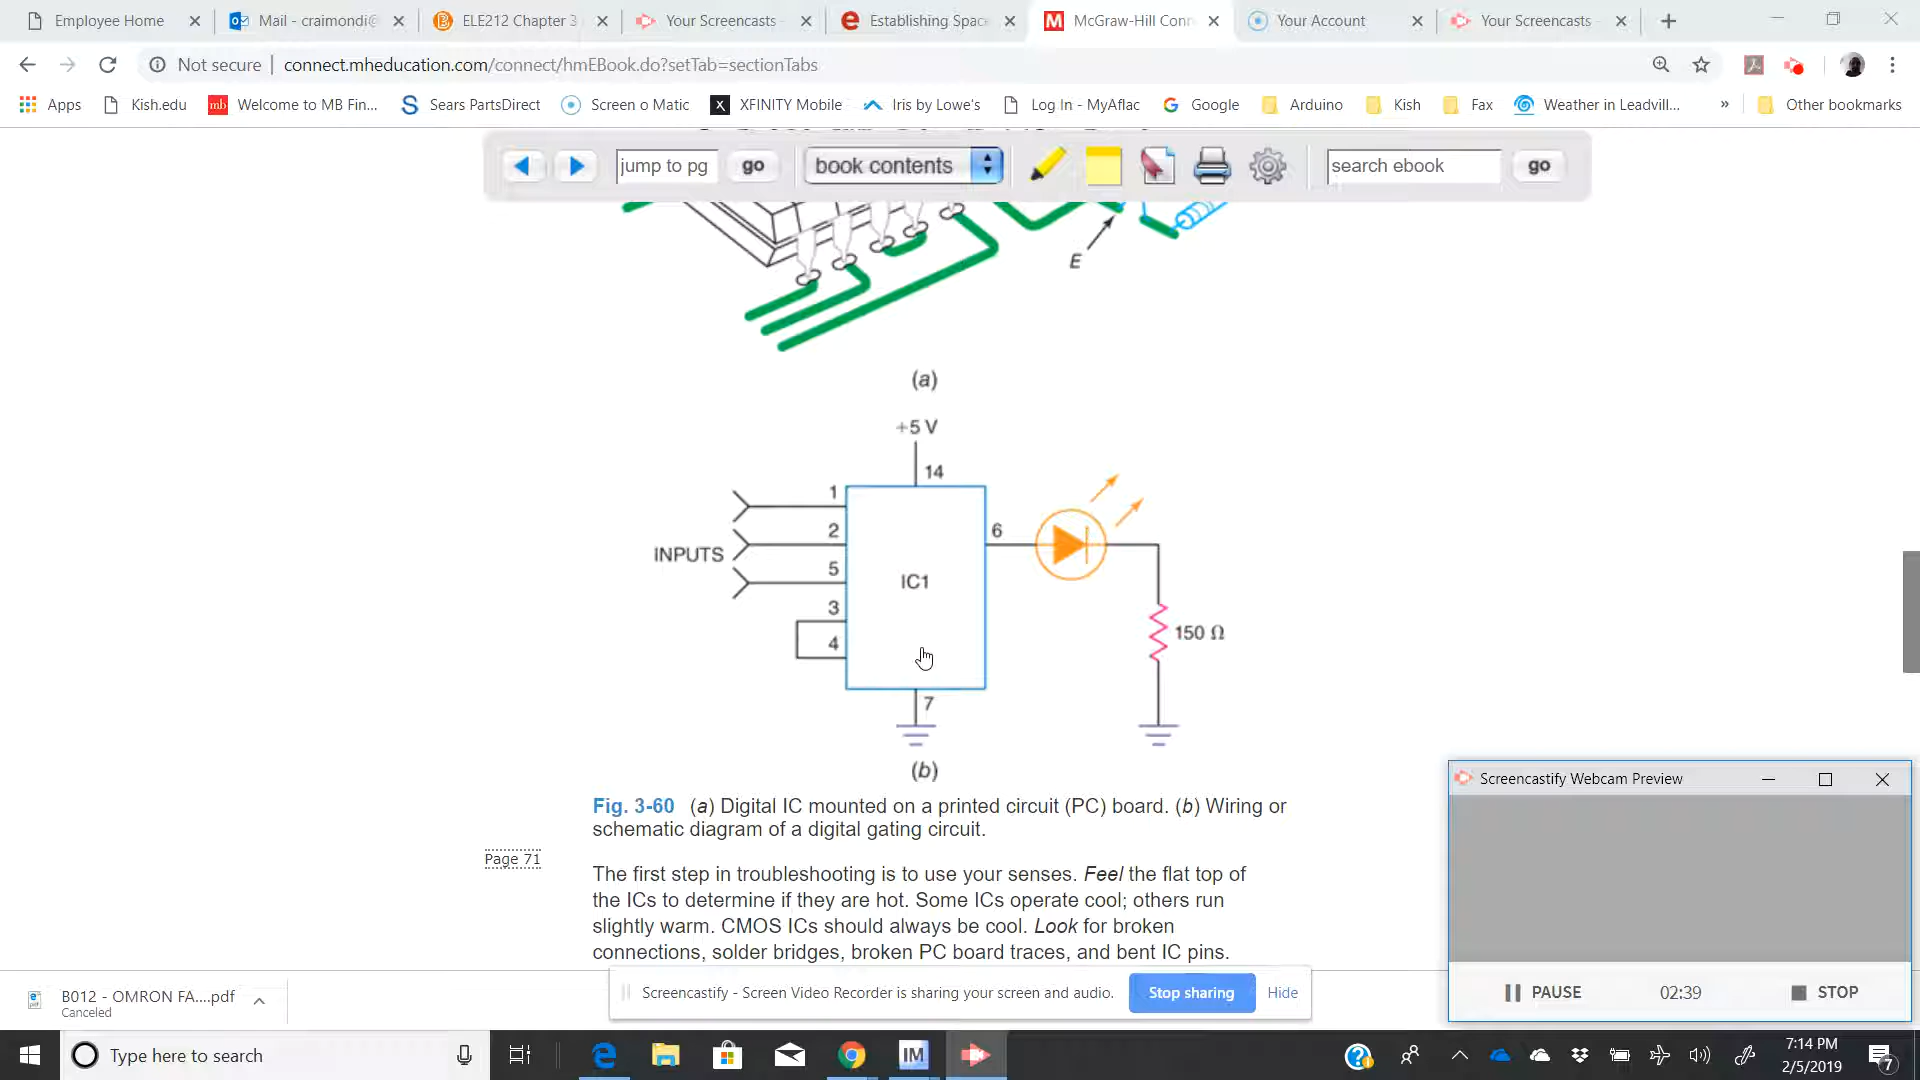 Employee Home
Mail - craimondi@
ELE212 Chapter 3
Your Screencasts
Establishing Space
McGraw-Hill Conn
Your Account
Your Screencasts
Not secure | connect.mheducation.com/connect/hmEBook.do?setTab=sectionTabs
Apps Kish.edu mb Welcome to MB Fin... Sears PartsDirect Screen o Matic X XFINITY Mobile Iris by Lowe's Log In - MyAflac Google Arduino Kish Fax Weather in Leadvill... » Other bookmarks
jump to pg go book contents search ebook go
E
(a)
+5 V
14
1
2
6
INPUTS
5
IC1
3
150 Ω
4
7
(b)
Fig. 3-60 (a) Digital IC mounted on a printed circuit (PC) board. (b) Wiring or
schematic diagram of a digital gating circuit.
Page 71
The first step in troubleshooting is to use your senses. Feel the flat top of
the ICs to determine if they are hot. Some ICs operate cool; others run
slightly warm. CMOS ICs should always be cool. Look for broken
connections, solder bridges, broken PC board traces, and bent IC pins.
Screencastify Webcam Preview
PAUSE 02:39 STOP
B012 - OMRON FA....pdf
Canceled
Screencastify - Screen Video Recorder is sharing your screen and audio. Stop sharing Hide
Type here to search
IM
7:14 PM
2/5/2019
7